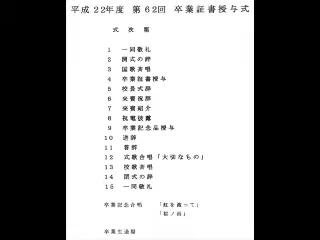 平成22年度 第62回 卒業証書授与式
式次第
1 一同敬礼
2 開式の辞
3 国歌斉唱
4 卒業証書授与
5 校長式辞
6 来賓祝辞
7 来賓紹介
8 祝電披露
9 卒業記念品授与
10 送辞
11 答辞
12 式歌合唱「大切なもの」
13 校歌斉唱
14 閉式の辞
15 一同敬礼
卒業記念合唱 「虹を渡って」
「桜ノ雨」
卒業生退場